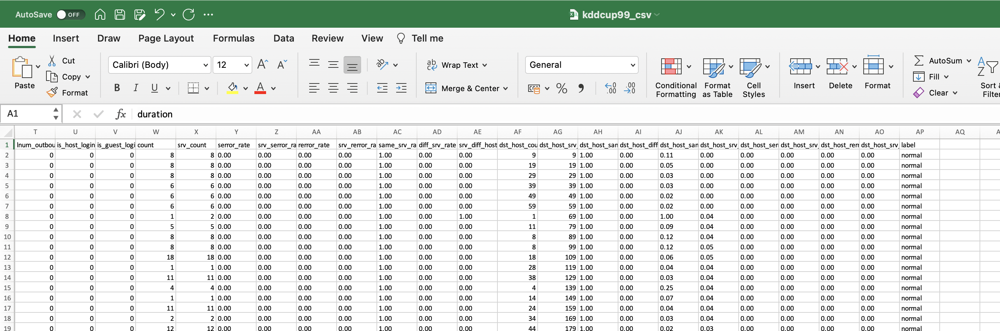 AutoSave OFF kddcup99_csv
Home Insert Draw Page Layout Formulas Data Review View Tell me
Paste Cut Copy Format
Calibri (Body) 12 A^ Aˇ
B I U A
ab Wrap Text
Merge & Center
General
% , .00 .00
Conditional Formatting
Format as Table
Cell Styles
Insert Delete Format
AutoSum Fill Clear
Sort & Filter
A1 fx duration
T U V W X Y Z AA AB AC AD AE AF AG AH AI AJ AK AL AM AN AO AP AQ
1 lnum_outbou is_host_login is_guest_logi count srv_count serror_rate srv_serror_ra rerror_rate srv_rerror_ra same_srv_ra diff_srv_rate srv_diff_host dst_host_cou dst_host_srv_ dst_host_san dst_host_diff dst_host_san dst_host_srv_ dst_host_ser dst_host_srv_ dst_host_rerr dst_host_srv_ label
2 0 0 0 8 8 0.00 0.00 0.00 0.00 1.00 0.00 0.00 9 9 1.00 0.00 0.11 0.00 0.00 0.00 0.00 0.00 normal
3 0 0 0 8 8 0.00 0.00 0.00 0.00 1.00 0.00 0.00 19 19 1.00 0.00 0.05 0.00 0.00 0.00 0.00 0.00 normal
4 0 0 0 8 8 0.00 0.00 0.00 0.00 1.00 0.00 0.00 29 29 1.00 0.00 0.03 0.00 0.00 0.00 0.00 0.00 normal
5 0 0 0 6 6 0.00 0.00 0.00 0.00 1.00 0.00 0.00 39 39 1.00 0.00 0.03 0.00 0.00 0.00 0.00 0.00 normal
6 0 0 0 6 6 0.00 0.00 0.00 0.00 1.00 0.00 0.00 49 49 1.00 0.00 0.02 0.00 0.00 0.00 0.00 0.00 normal
7 0 0 0 6 6 0.00 0.00 0.00 0.00 1.00 0.00 0.00 59 59 1.00 0.00 0.02 0.00 0.00 0.00 0.00 0.00 normal
8 0 0 0 1 2 0.00 0.00 0.00 0.00 1.00 0.00 1.00 1 69 1.00 0.00 1.00 0.04 0.00 0.00 0.00 0.00 normal
9 0 0 0 5 5 0.00 0.00 0.00 0.00 1.00 0.00 0.00 11 79 1.00 0.00 0.09 0.04 0.00 0.00 0.00 0.00 normal
10 0 0 0 8 8 0.00 0.00 0.00 0.00 1.00 0.00 0.00 8 89 1.00 0.00 0.12 0.04 0.00 0.00 0.00 0.00 normal
11 0 0 0 8 8 0.00 0.00 0.00 0.00 1.00 0.00 0.00 8 99 1.00 0.00 0.12 0.05 0.00 0.00 0.00 0.00 normal
12 0 0 0 18 18 0.00 0.00 0.00 0.00 1.00 0.00 0.00 18 109 1.00 0.00 0.06 0.05 0.00 0.00 0.00 0.00 normal
13 0 0 0 1 1 0.00 0.00 0.00 0.00 1.00 0.00 0.00 28 119 1.00 0.00 0.04 0.04 0.00 0.00 0.00 0.00 normal
14 0 0 0 11 11 0.00 0.00 0.00 0.00 1.00 0.00 0.00 38 129 1.00 0.00 0.03 0.04 0.00 0.00 0.00 0.00 normal
15 0 0 0 4 4 0.00 0.00 0.00 0.00 1.00 0.00 0.00 4 139 1.00 0.00 0.25 0.04 0.00 0.00 0.00 0.00 normal
16 0 0 0 1 1 0.00 0.00 0.00 0.00 1.00 0.00 0.00 14 149 1.00 0.00 0.07 0.04 0.00 0.00 0.00 0.00 normal
17 0 0 0 11 11 0.00 0.00 0.00 0.00 1.00 0.00 0.00 24 159 1.00 0.00 0.04 0.04 0.00 0.00 0.00 0.00 normal
18 0 0 0 2 2 0.00 0.00 0.00 0.00 1.00 0.00 0.00 34 169 1.00 0.00 0.03 0.04 0.00 0.00 0.00 0.00 normal
19 0 0 0 12 12 0.00 0.00 0.00 0.00 1.00 0.00 0.00 44 179 1.00 0.00 0.02 0.03 0.00 0.00 0.00 0.00 normal